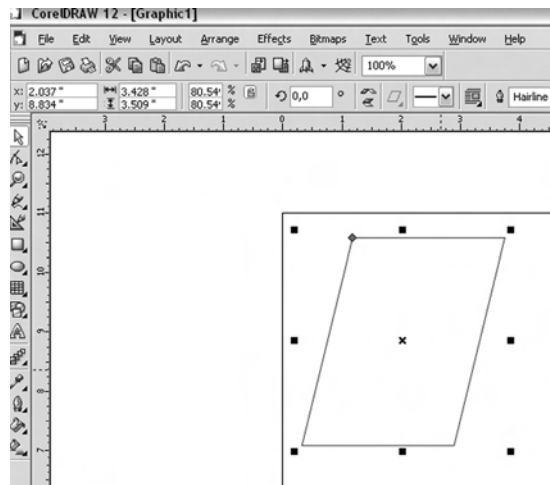 CorelDRAW 12 - [Graphic1]
File Edit View Layout Arrange Effects Bitmaps Text Tools Window Help
100%
x: 2.037 " 3.428 " 80.54 % 0,0 ° Hairline
y: 8.834 " 3.509 " 80.54 %
3 2 1 0 1 2 3 4
12
11
10
9
8
7